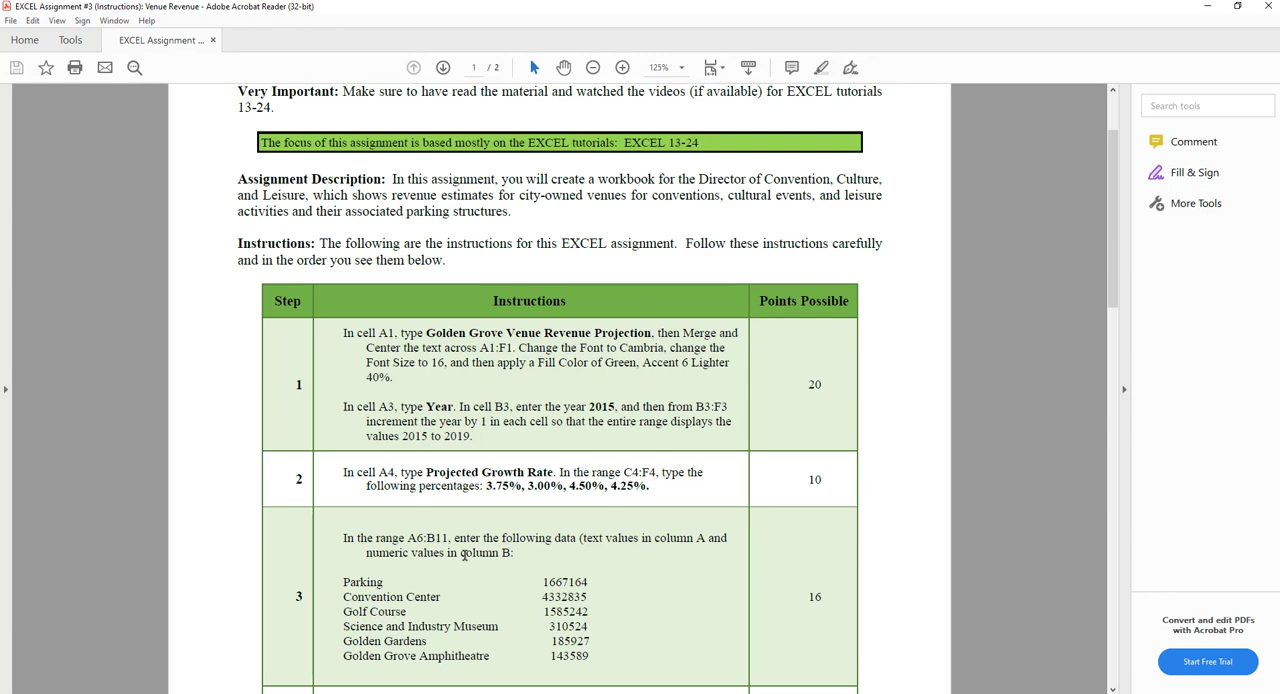 EXCEL Assignment #3 (Instructions): Venue Revenue - Adobe Acrobat Reader (32-bit)
File Edit View Sign Window Help
Home Tools EXCEL Assignment ... ×
1 / 2 125%
Very Important: Make sure to have read the material and watched the videos (if available) for EXCEL tutorials
13-24.
The focus of this assignment is based mostly on the EXCEL tutorials: EXCEL 13-24
Assignment Description: In this assignment, you will create a workbook for the Director of Convention, Culture,
and Leisure, which shows revenue estimates for city-owned venues for conventions, cultural events, and leisure
activities and their associated parking structures.
Instructions: The following are the instructions for this EXCEL assignment. Follow these instructions carefully
and in the order you see them below.
Step Instructions Points Possible
In cell A1, type Golden Grove Venue Revenue Projection, then Merge and
Center the text across A1:F1. Change the Font to Cambria, change the
Font Size to 16, and then apply a Fill Color of Green, Accent 6 Lighter
40%.
1 20
In cell A3, type Year. In cell B3, enter the year 2015, and then from B3:F3
increment the year by 1 in each cell so that the entire range displays the
values 2015 to 2019.
In cell A4, type Projected Growth Rate. In the range C4:F4, type the
2 10
following percentages: 3.75%, 3.00%, 4.50%, 4.25%.
In the range A6:B11, enter the following data (text values in column A and
numeric values in column B:
Parking 1667164
Convention Center 4332835
3 16
Golf Course 1585242
Science and Industry Museum 310524
Golden Gardens 185927
Golden Grove Amphitheatre 143589
Search tools
Comment
Fill & Sign
More Tools
Convert and edit PDFs
with Acrobat Pro
Start Free Trial